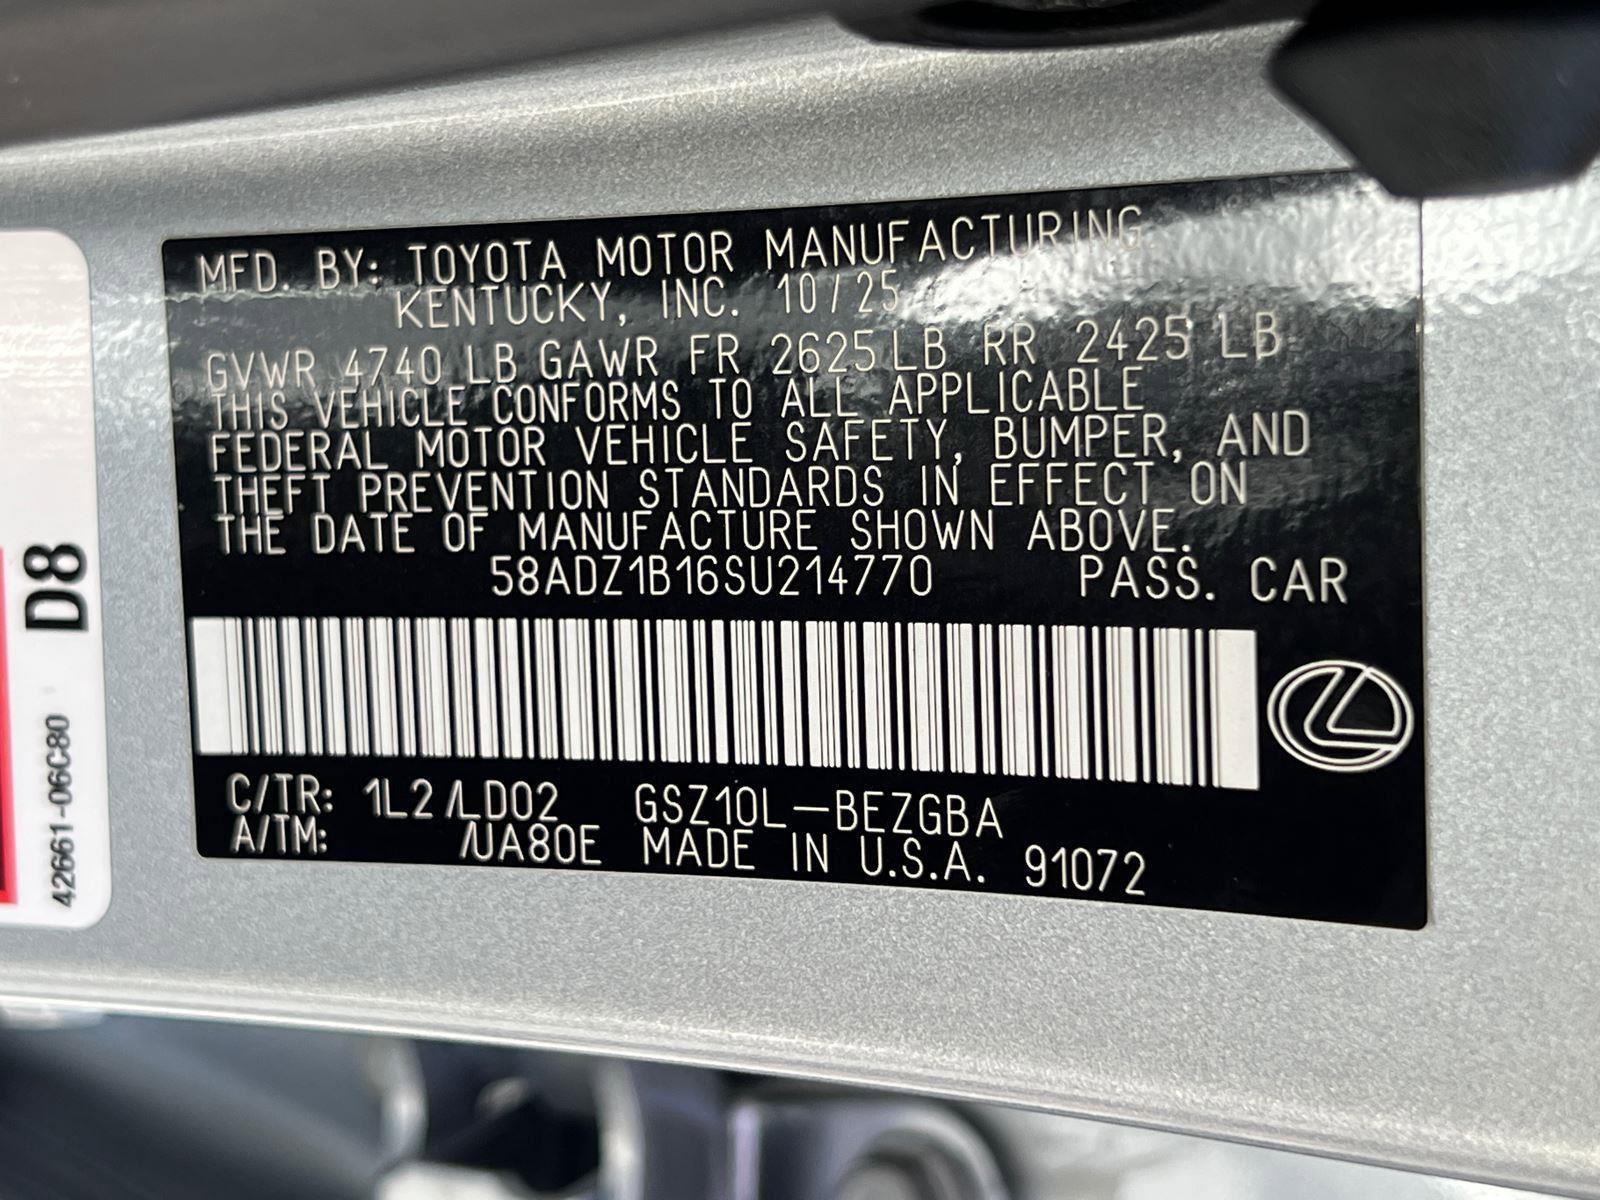 MFD. BY: TOYOTA MOTOR MANUFACTURING.
KENTUCKY, INC. 10/25
GVWR 4740 LB GAWR FR 2625LB RR 2425 LB
THIS VEHICLE CONFORMS TO ALL APPLICABLE
FEDERAL MOTOR VEHICLE SAFETY, BUMPER, AND
THEFT PREVENTION STANDARDS IN EFFECT ON
THE DATE OF MANUFACTURE SHOWN ABOVE.
58ADZ1B16SU214770 PASS. CAR
C/TR: 1L2/LD02 GSZ10L-BEZGBA
A/TM: /UA80E MADE IN U.S.A. 91072
D8
42661-06C80